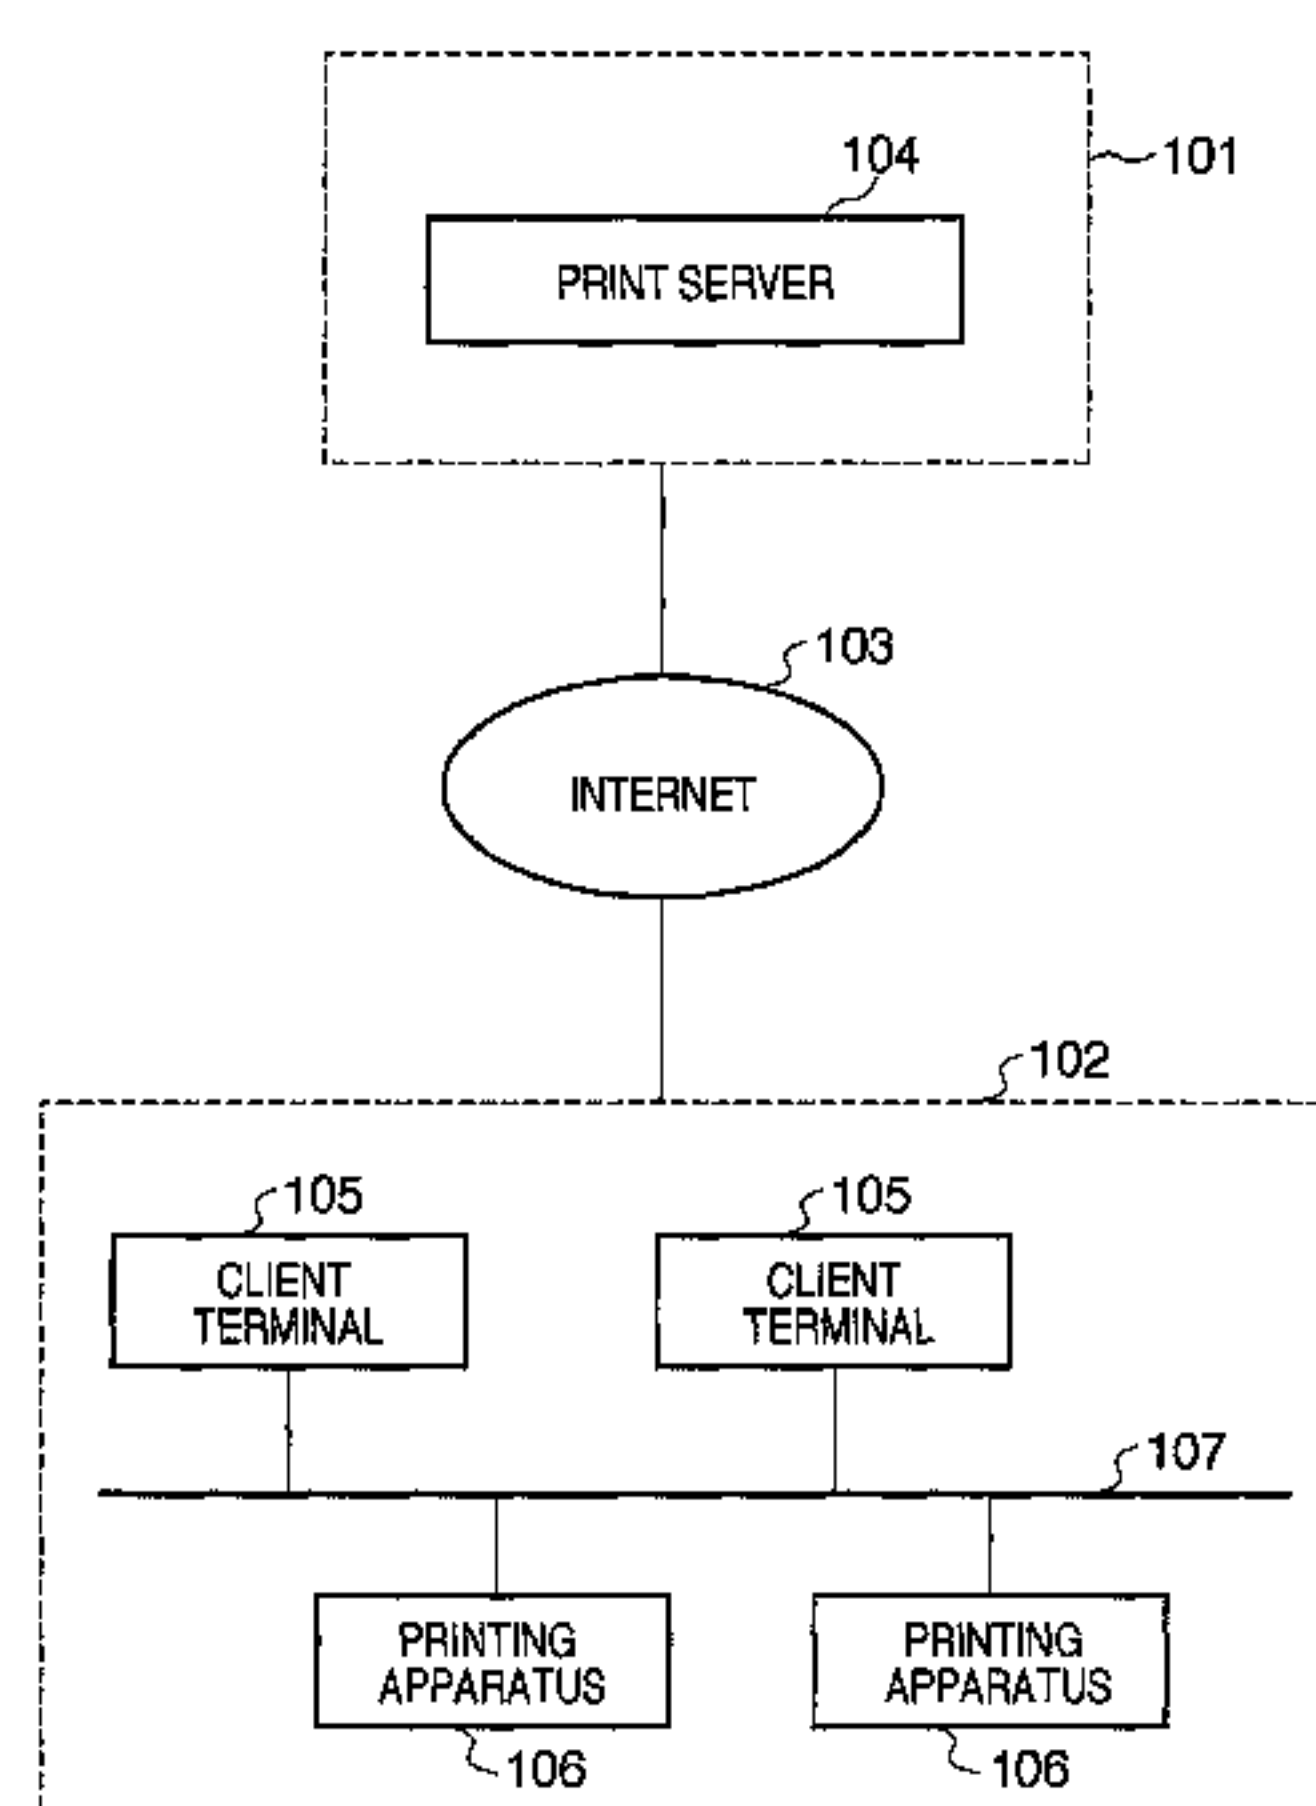 104
101
PRINT SERVER
103
INTERNET
102
105
105
CLIENT
TERMINAL
CLIENT
TERMINAL
107
PRINTING
APPARATUS
PRINTING
APPARATUS
106
106